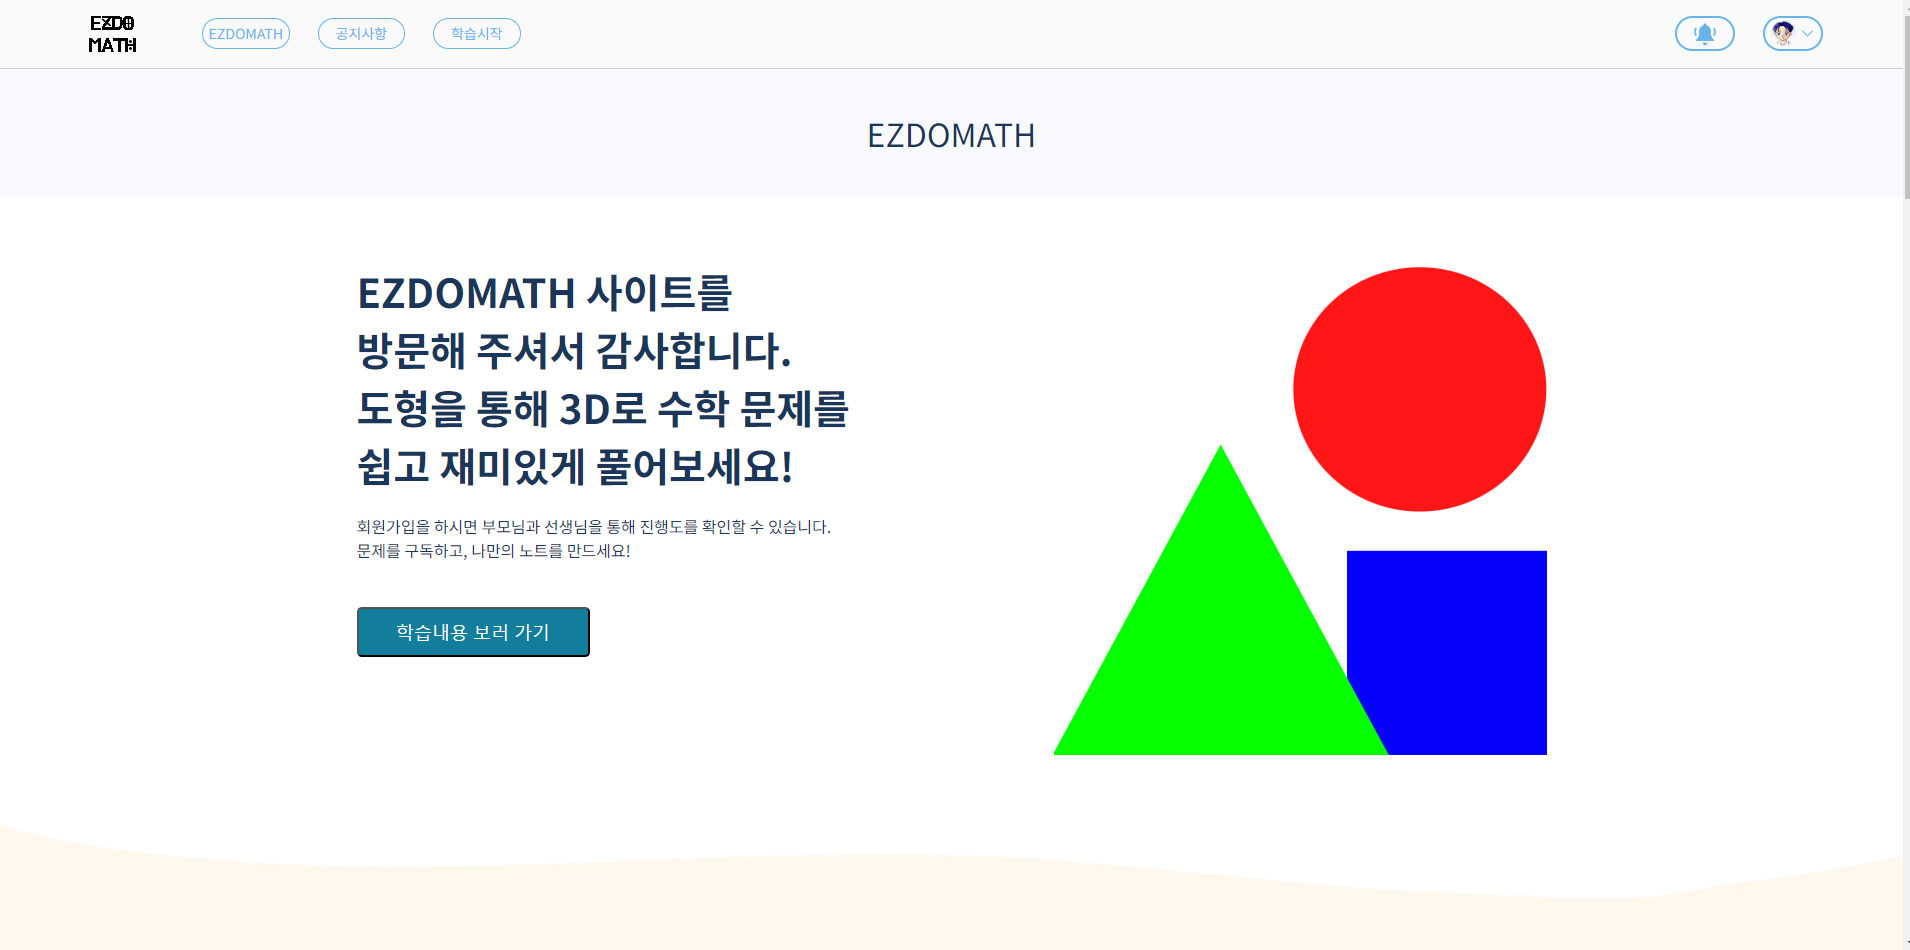 EZDO
MATH
EZDOMATH
공지사항
학습시작
EZDOMATH
EZDOMATH 사이트를
방문해 주셔서 감사합니다.
도형을 통해 3D로 수학 문제를
쉽고 재미있게 풀어보세요!
회원가입을 하시면 부모님과 선생님을 통해 진행도를 확인할 수 있습니다.
문제를 구독하고, 나만의 노트를 만드세요!
학습내용 보러 가기